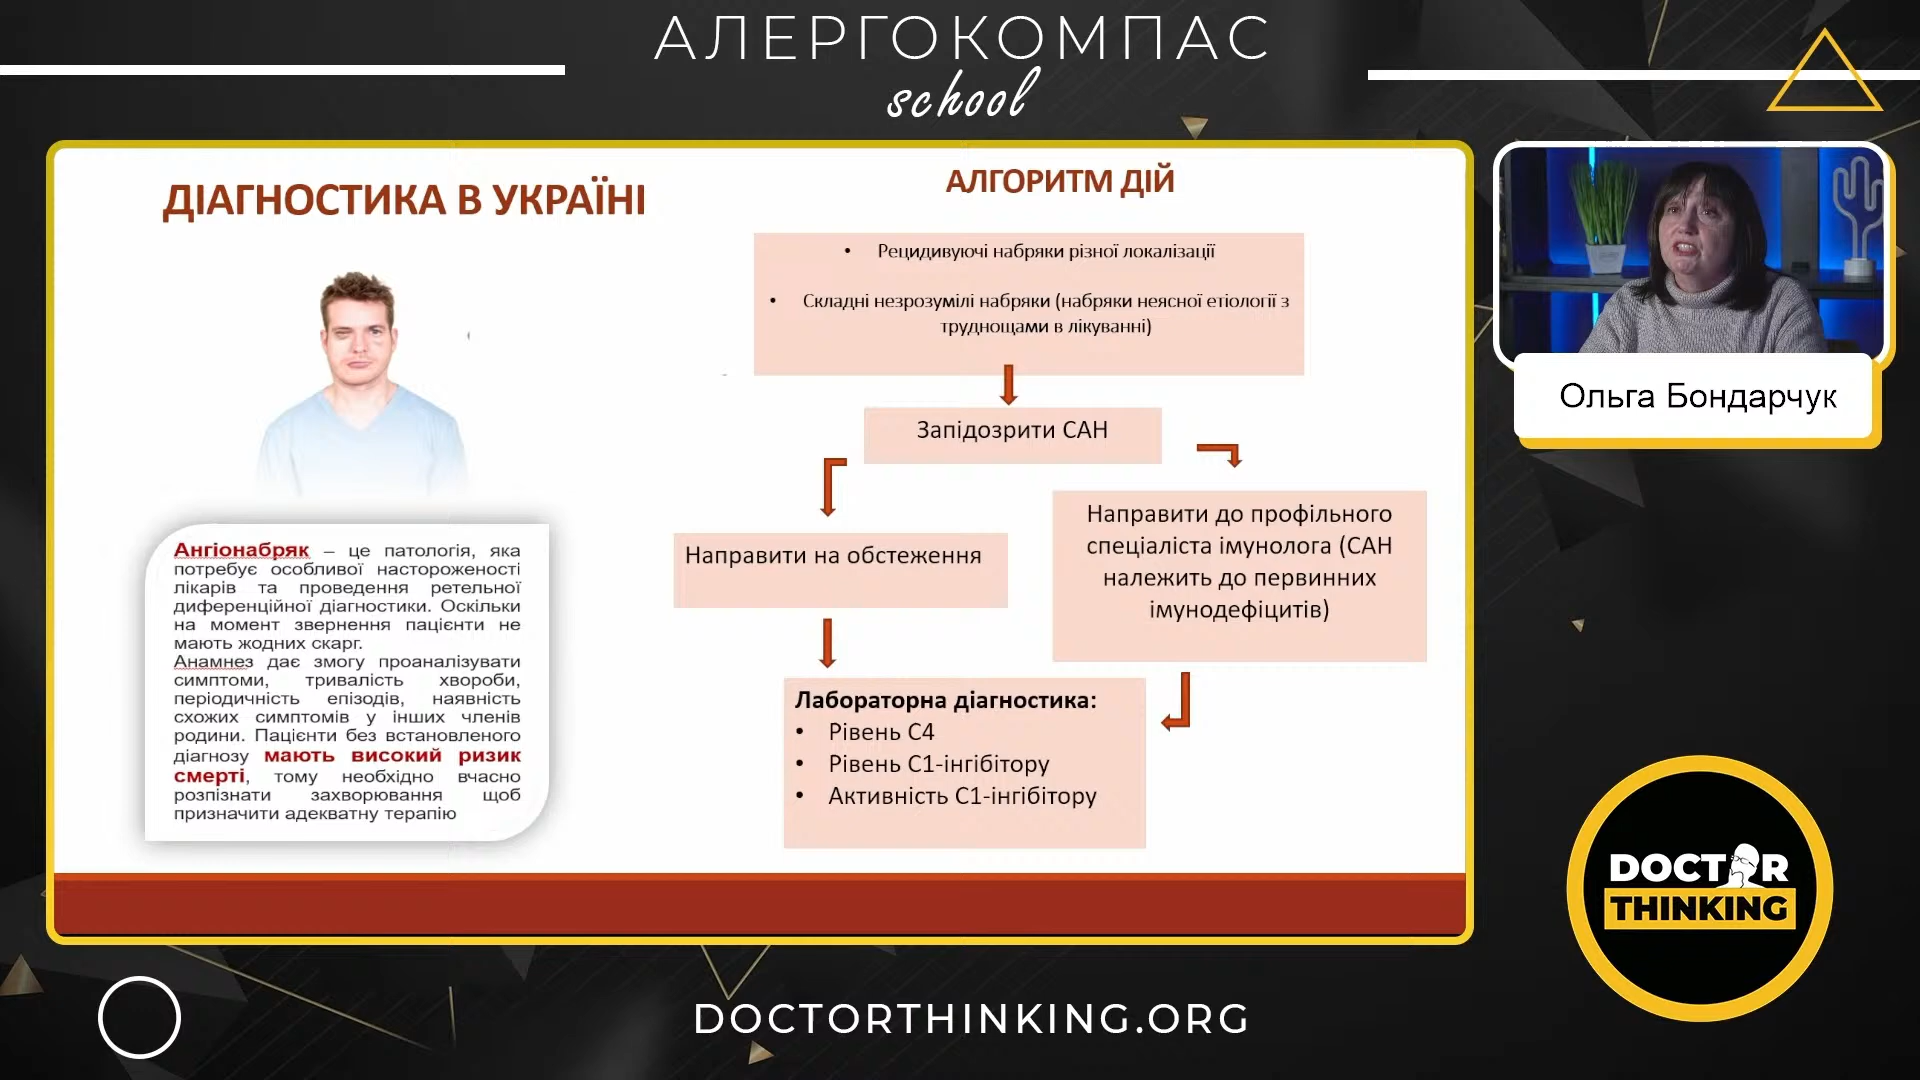 АЛЕРГОКОМПАС
school
ДІАГНОСТИКА В УКРАЇНІ
Ангіонабряк – це патологія, яка
потребує особливої настороженості
лікарів та проведення ретельної
диференційної діагностики. Оскільки
на момент звернення пацієнти не
мають жодних скарг.
Анамнез дає змогу проаналізувати
симптоми, тривалість хвороби,
періодичність епізодів, наявність
схожих симптомів у інших членів
родини. Пацієнти без встановленого
діагнозу мають високий ризик
смерті, тому необхідно вчасно
розпізнати захворювання щоб
призначити адекватну терапію
АЛГОРИТМ ДІЙ
• Рецидивуючі набряки різної локалізації
• Складні незрозумілі набряки (набряки неясної етіології з
труднощами в лікуванні)
Запідозрити САН
Направити на обстеження
Направити до профільного
спеціаліста імунолога (САН
належить до первинних
імунодефіцитів)
Лабораторна діагностика:
• Рівень С4
• Рівень С1-інгібітору
• Активність С1-інгібітору
Ольга Бондарчук
DOCTOR
THINKING
DOCTORTHINKING.ORG